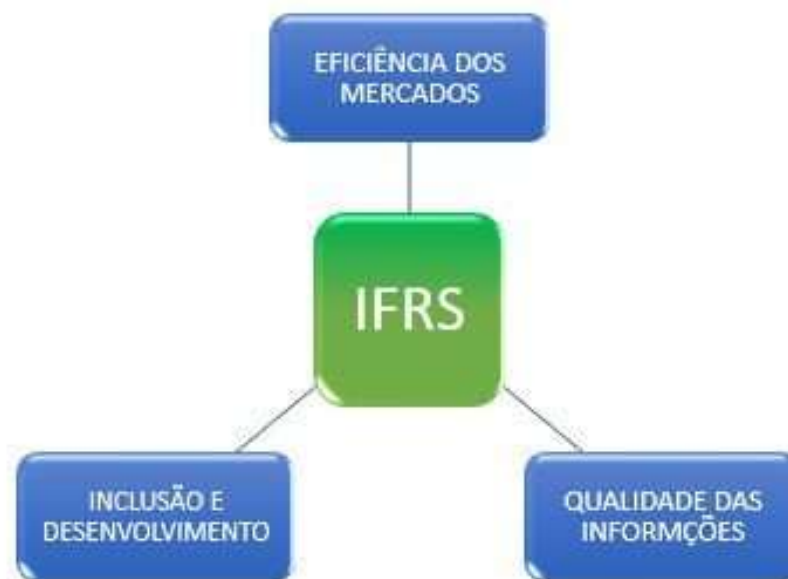 EFICIÊNCIA DOS
MERCADOS
IFRS
INCLUSÃO E
DESENVOLVIMENTO
QUALIDADE DAS
INFORMÇÕES